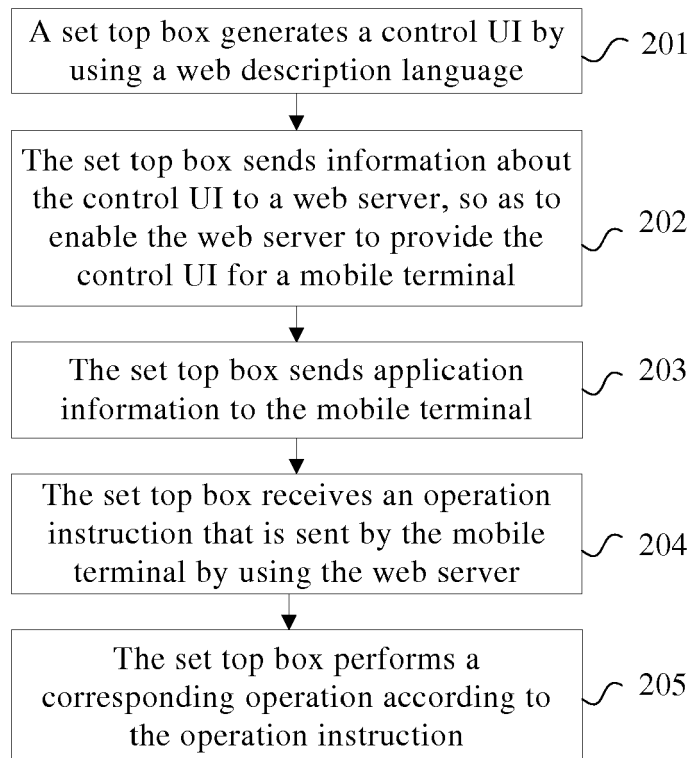 A set top box generates a control UI by
using a web description language
201
The set top box sends information about
the control UI to a web server, so as to
enable the web server to provide the
control UI for a mobile terminal
202
The set top box sends application
information to the mobile terminal
203
The set top box receives an operation
instruction that is sent by the mobile
terminal by using the web server
204
The set top box performs a
corresponding operation according to
the operation instruction
205